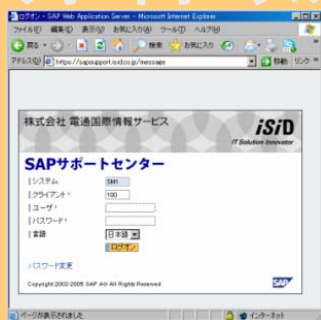 ログオン - SAP Web Application Server - Microsoft Internet Explorer
ファイル(F) 編集(E) 表示(V) お気に入り(A) ツール(T) ヘルプ(H)
戻る 検索 お気に入り
アドレス(D) https://sapsupport.isid.co.jp/message 移動 リンク »
株式会社 電通国際情報サービス
iSiD
IT Solution Innovator
SAPサポートセンター
システム SM1
クライアント* 100
ユーザ*
パスワード*
言語 日本語
ログオン
パスワード変更
Copyright 2002-2005 SAP AG All Rights Reserved
SAP
ページが表示されました インターネット